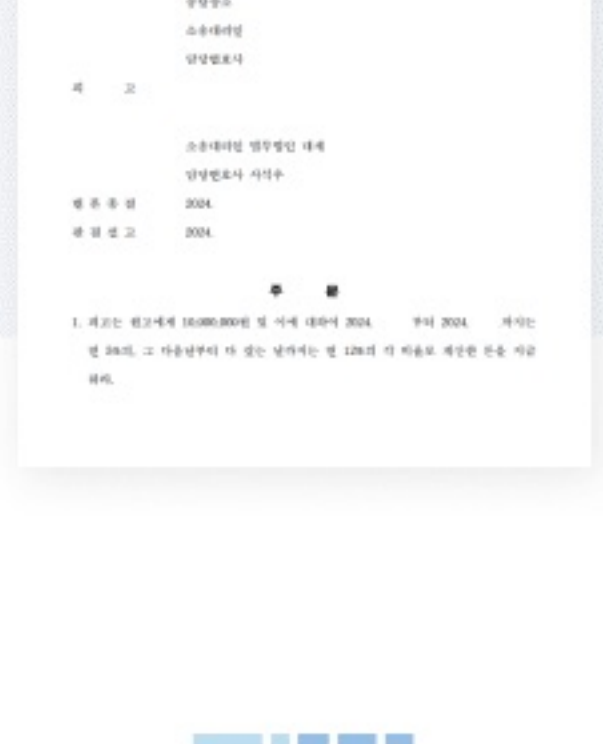 소송대리인
담당변호사
피 고
소송대리인 법무법인 대세
담당변호사
변 론 종 결 2024.
판 결 선 고 2024.
주 문
1. 피고는 원고에게 10,000,000원 및 이에 대하여 2024. 부터 2024. 까지는
연 5%의, 그 다음날부터 다 갚는 날까지는 연 12%의 각 비율로 계산한 돈을 지급
하라.